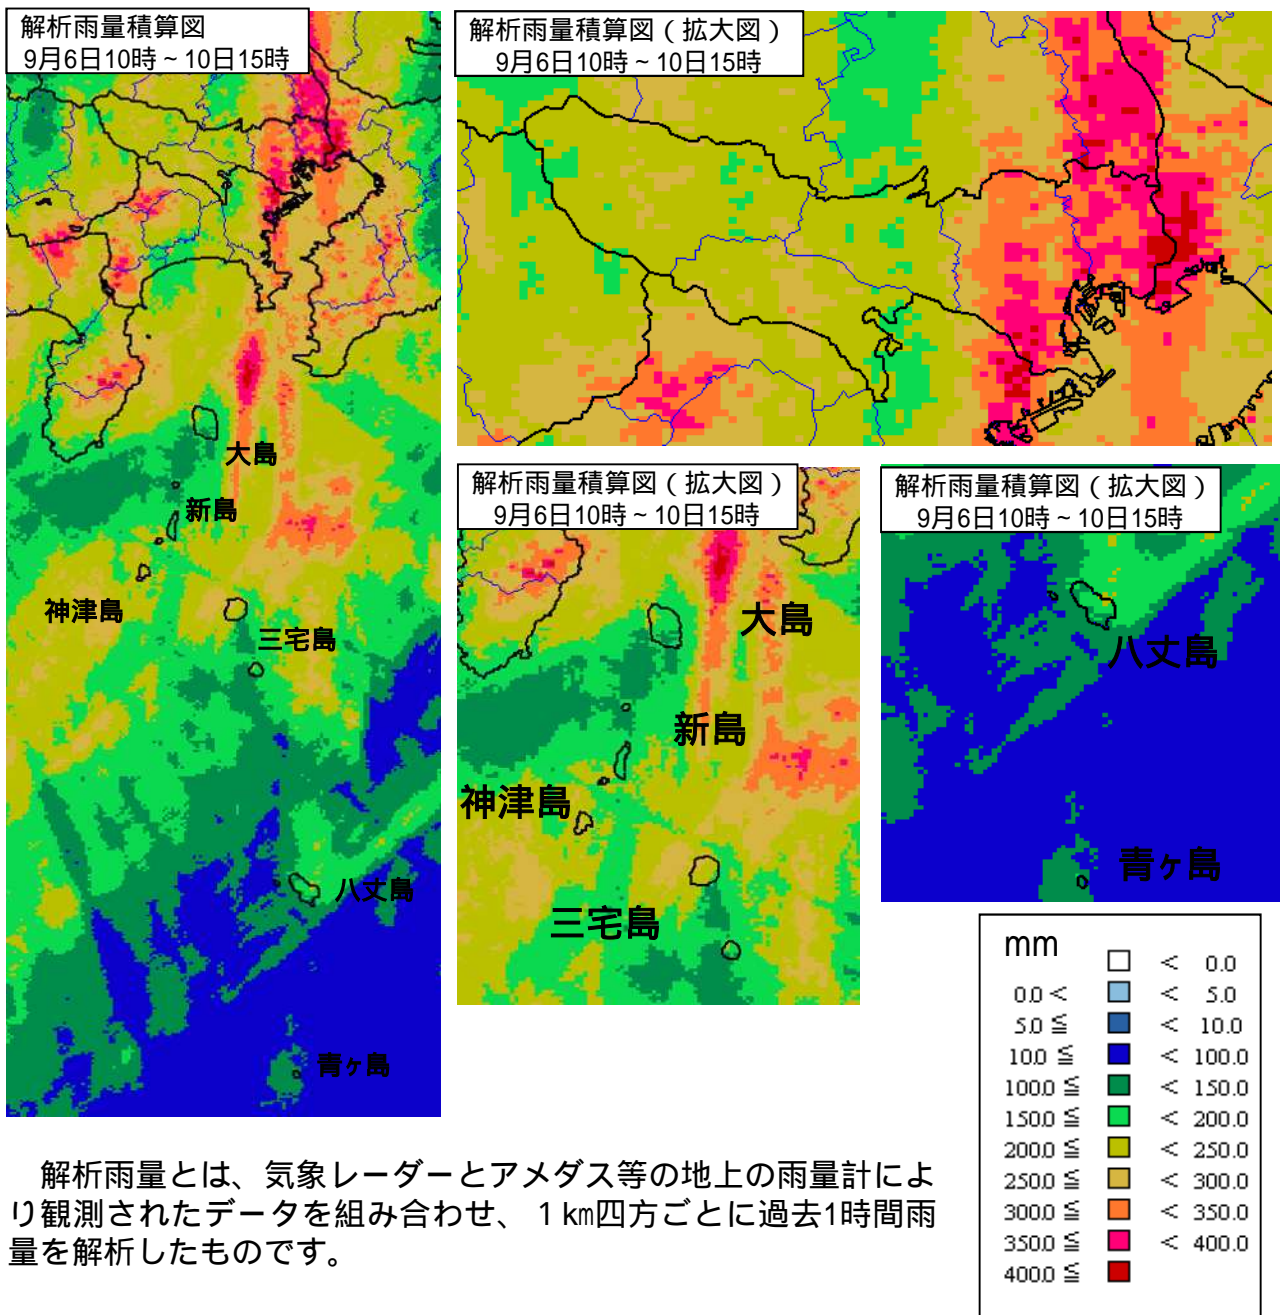 解析雨量積算図
9月6日10時～10日15時
解析雨量積算図（拡大図）
9月6日10時～10日15時
大島
新島
神津島
三宅島
八丈島
青ヶ島
解析雨量積算図（拡大図）
9月6日10時～10日15時
大島
新島
神津島
三宅島
解析雨量積算図（拡大図）
9月6日10時～10日15時
八丈島
青ヶ島
mm
< 0.0
0.0 < < 5.0
5.0 ≦ < 10.0
10.0 ≦ < 100.0
100.0 ≦ < 150.0
150.0 ≦ < 200.0
200.0 ≦ < 250.0
250.0 ≦ < 300.0
300.0 ≦ < 350.0
350.0 ≦ < 400.0
400.0 ≦
解析雨量とは、気象レーダーとアメダス等の地上の雨量計によ
り観測されたデータを組み合わせ、１km四方ごとに過去1時間雨
量を解析したものです。